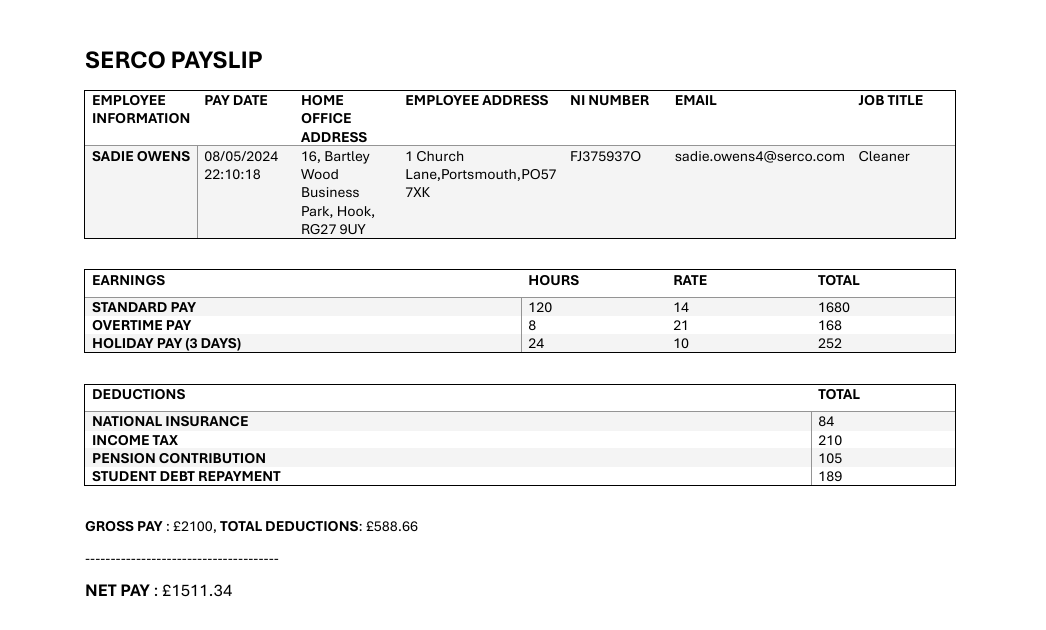 SERCO PAYSLIP
EMPLOYEE INFORMATION PAY DATE HOME OFFICE ADDRESS EMPLOYEE ADDRESS NI NUMBER EMAIL JOB TITLE
SADIE OWENS 08/05/2024 22:10:18 16, Bartley Wood Business Park, Hook, RG27 9UY 1 Church Lane,Portsmouth,PO57 7XK FJ375937O sadie.owens4@serco.com Cleaner
EARNINGS HOURS RATE TOTAL
STANDARD PAY 120 14 1680
OVERTIME PAY 8 21 168
HOLIDAY PAY (3 DAYS) 24 10 252
DEDUCTIONS TOTAL
NATIONAL INSURANCE 84
INCOME TAX 210
PENSION CONTRIBUTION 105
STUDENT DEBT REPAYMENT 189
GROSS PAY : £2100, TOTAL DEDUCTIONS: £588.66
--------------------------------------
NET PAY : £1511.34